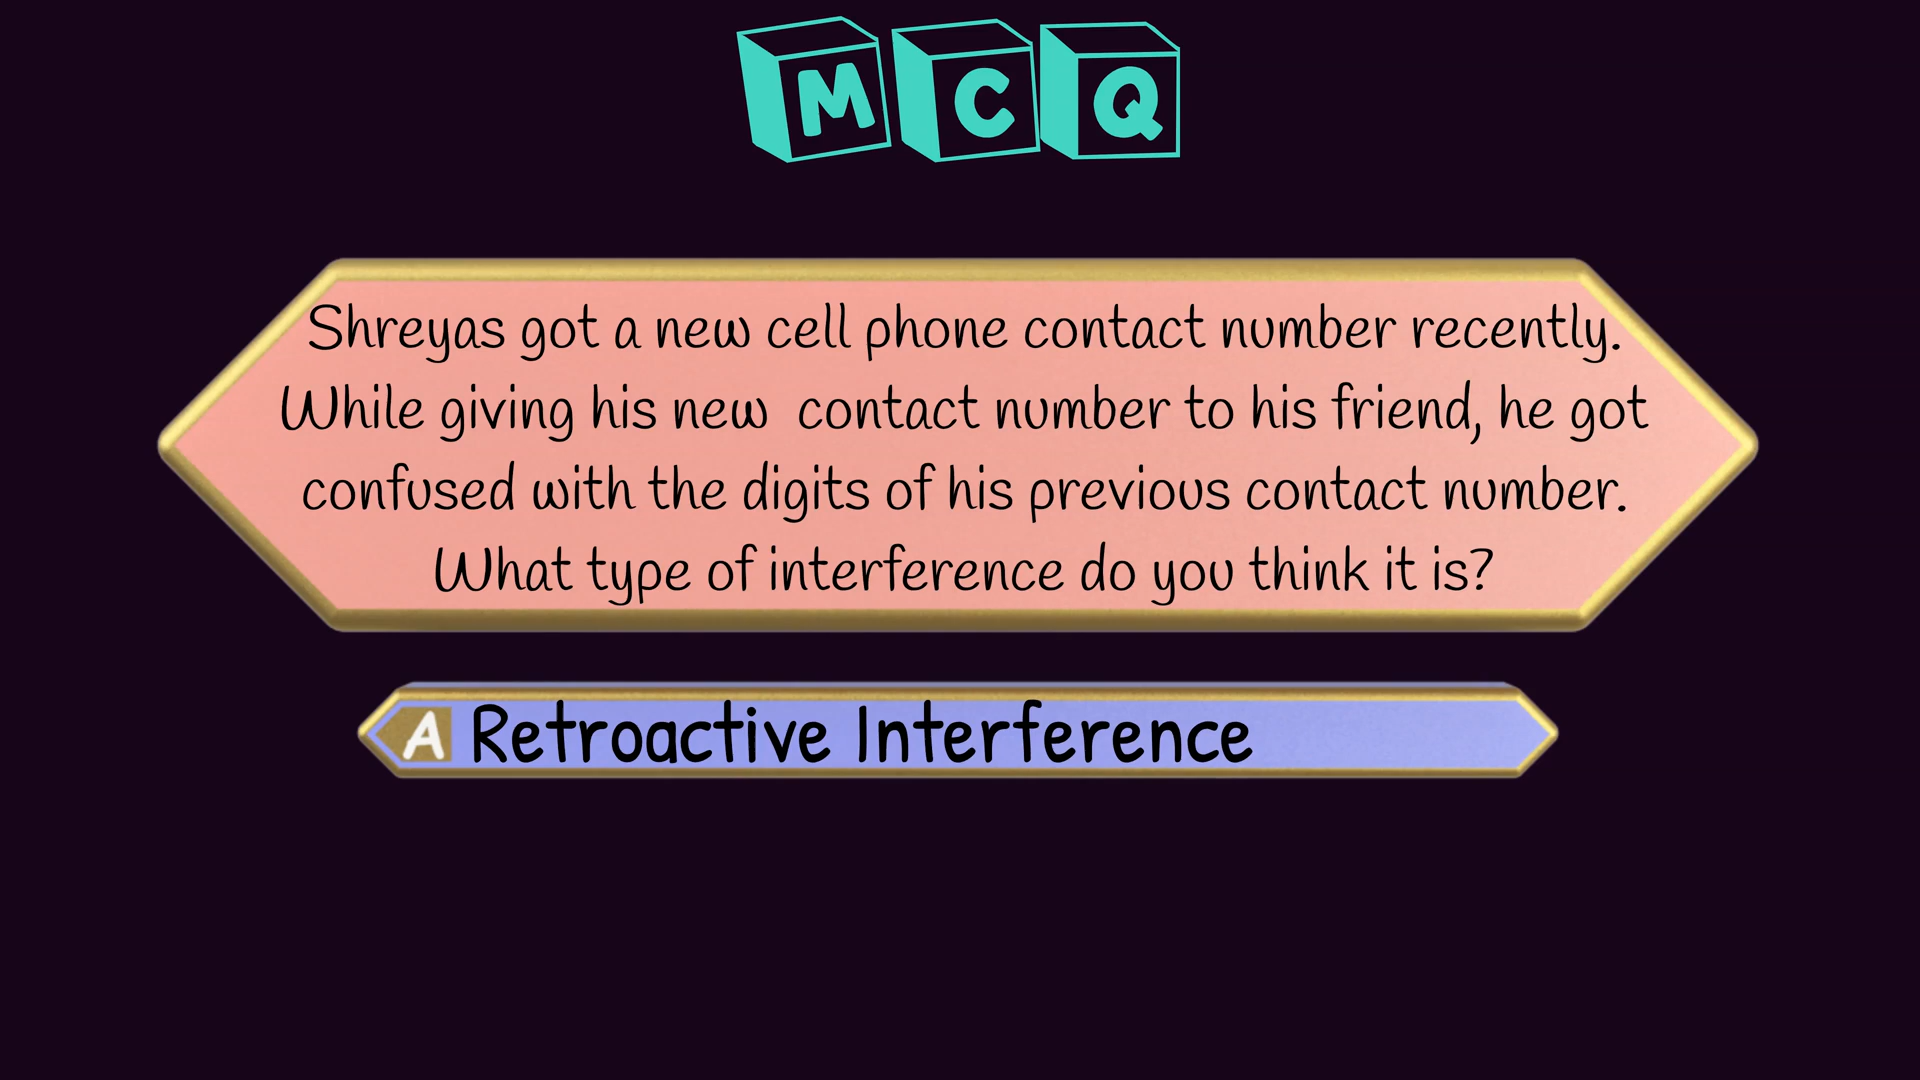 MCQ
Shreyas got a new cell phone contact number recently.
While giving his new contact number to his friend, he got
confused with the digits of his previous contact number.
What type of interference do you think it is?
A Retroactive Interference